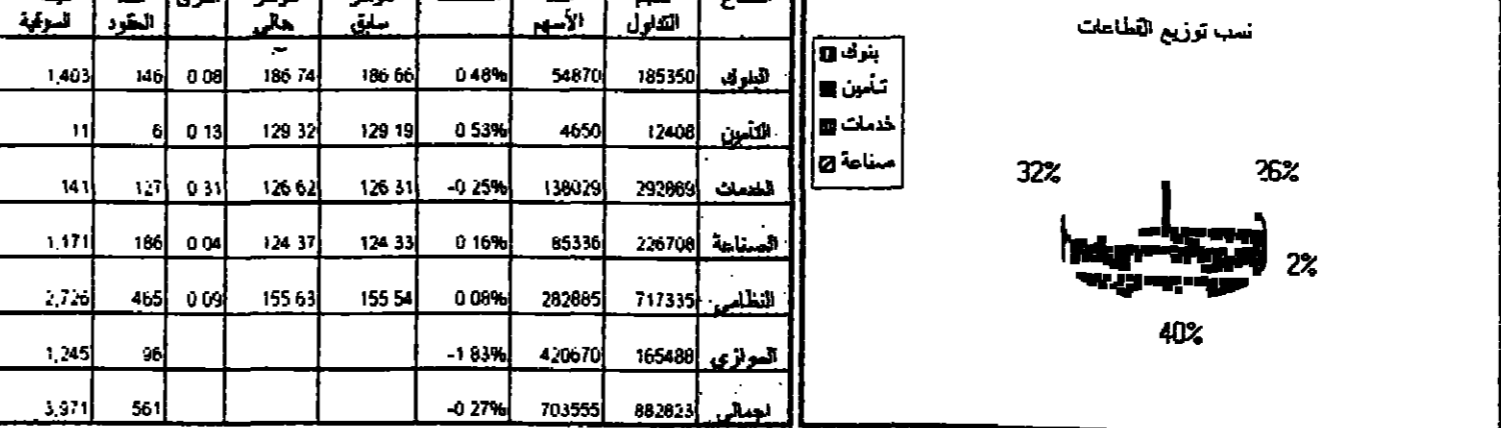 التداول الأسهم سابق حالي العقود السوقية
البنوك 185350 54870 0 48% 186 66 186 74 0 08 146 1,403
التأمين 12408 4650 0 53% 129 19 129 32 0 13 6 11
الخدمات 292869 138029 -0 25% 126 31 126 62 0 31 127 141
الصناعة 226708 85336 0 16% 124 33 124 37 0 04 186 1,171
النظامي 717335 282885 0 08% 155 54 155 63 0 09 465 2,726
الموازي 165488 420670 -1 83% 96 1,245
اجمالي 882823 703555 -0 27% 561 3,971
نسب توزيع القطاعات
بنوك
تأمين
خدمات
صناعة
32%
26%
2%
40%